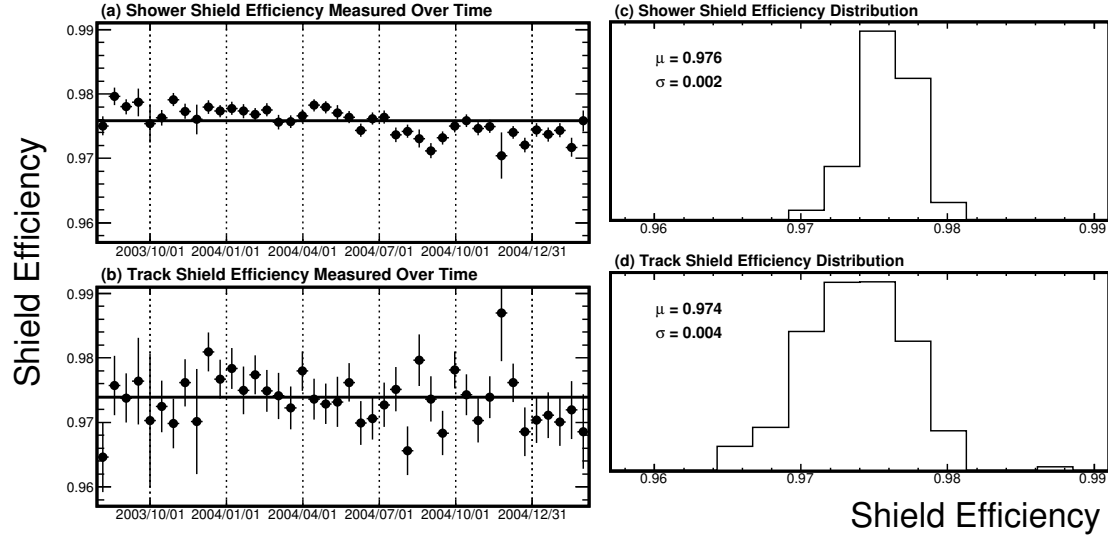 (a) Shower Shield Efficiency Measured Over Time
0.99
0.98
0.97
0.96
2003/10/01 2004/01/01 2004/04/01 2004/07/01 2004/10/01 2004/12/31
(b) Track Shield Efficiency Measured Over Time
0.99
0.98
0.97
0.96
2003/10/01 2004/01/01 2004/04/01 2004/07/01 2004/10/01 2004/12/31
Shield Efficiency
(c) Shower Shield Efficiency Distribution
μ = 0.976
σ = 0.002
0.96 0.97 0.98 0.99
(d) Track Shield Efficiency Distribution
μ = 0.974
σ = 0.004
0.96 0.97 0.98 0.99
Shield Efficiency